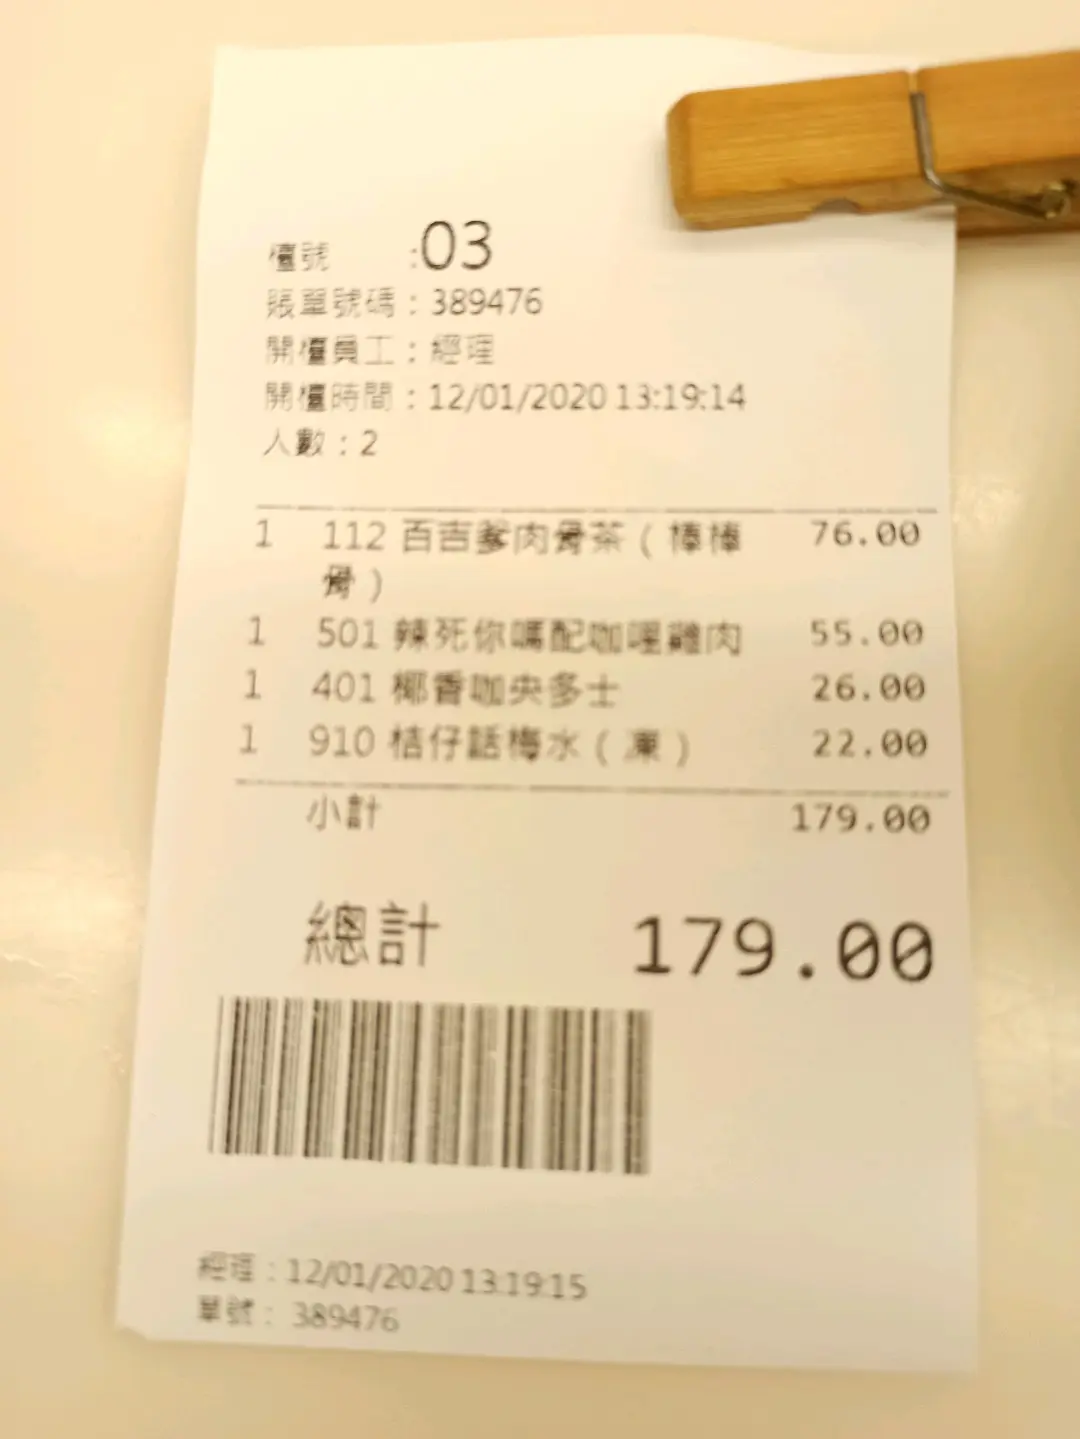 檯號 :03
賬單號碼：389476
開檯員工：經理
開檯時間：12/01/2020 13:19:14
人數：2
1 112 百吉爹肉骨茶（棒棒 76.00
骨）
1 501 辣死你嗎配咖喱雞肉 55.00
1 401 椰香咖央多士 26.00
1 910 桔仔話梅水（凍） 22.00
小計 179.00
總計 179.00
經理：12/01/2020 13:19:15
單號： 389476